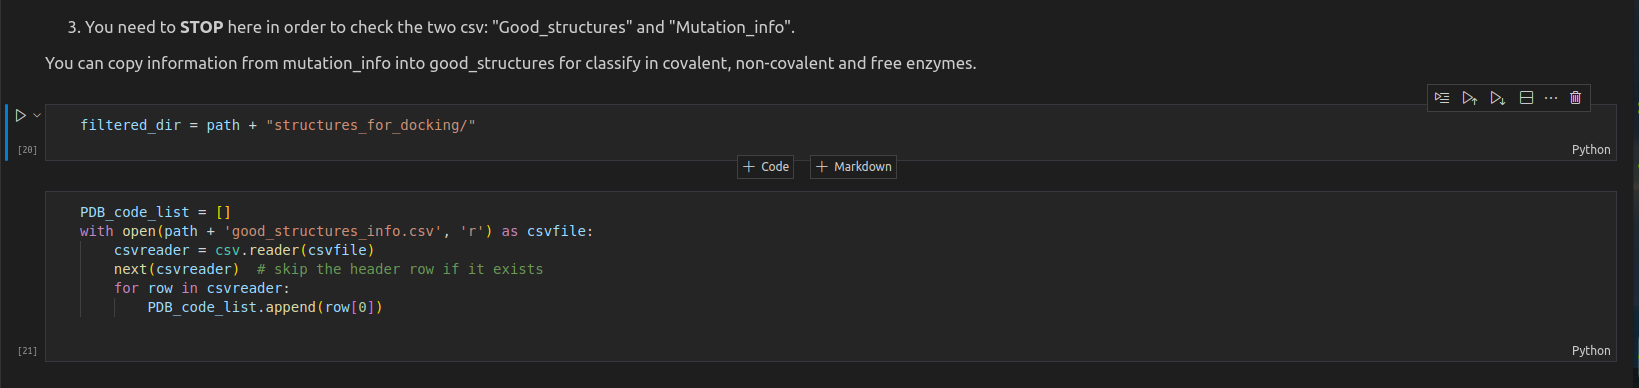 3. You need to STOP here in order to check the two csv: "Good_structures" and "Mutation_info".
You can copy information from mutation_info into good_structures for classify in covalent, non-covalent and free enzymes.
filtered_dir = path + "structures_for_docking/"
[20]
Python
+ Code + Markdown
PDB_code_list = []
with open(path + 'good_structures_info.csv', 'r') as csvfile:
    csvreader = csv.reader(csvfile)
    next(csvreader)  # skip the header row if it exists
    for row in csvreader:
        PDB_code_list.append(row[0])
[21]
Python